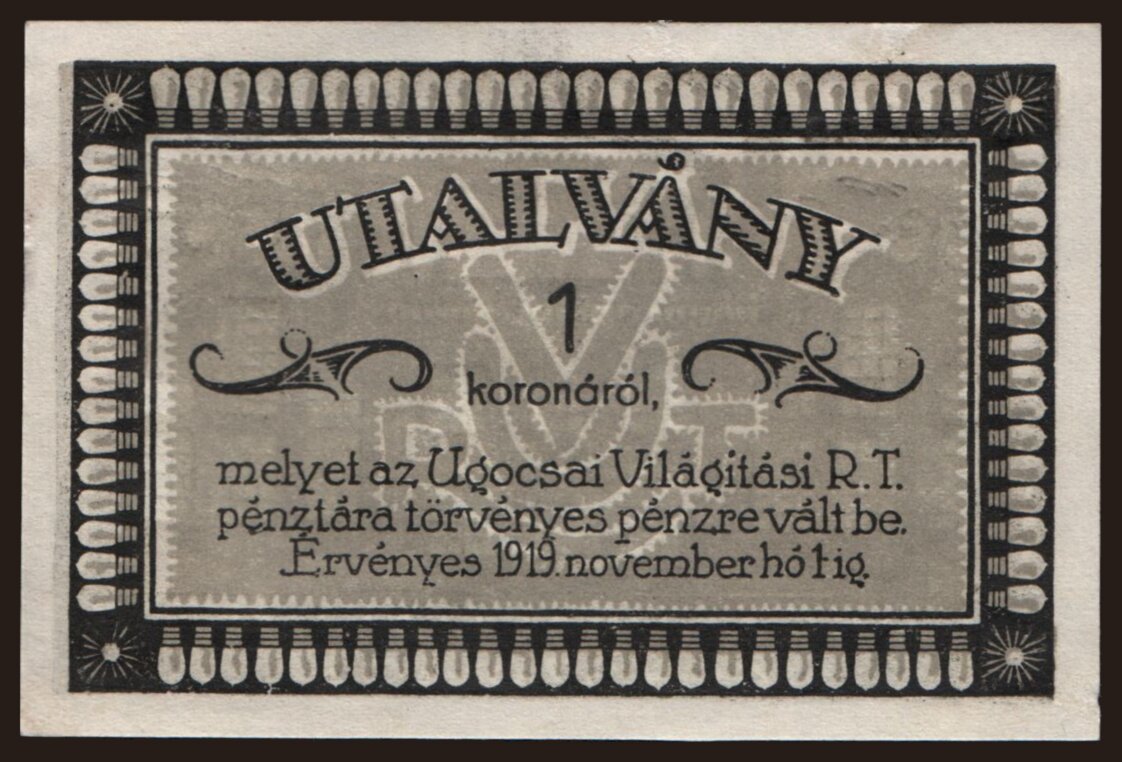 UTALVÁNY
1
koronáról,
melyet az Ugocsai Világitási R.T.
pénztára törvényes pénzre vált be.
Érvényes 1919. november hó 1 ig.
R U V T